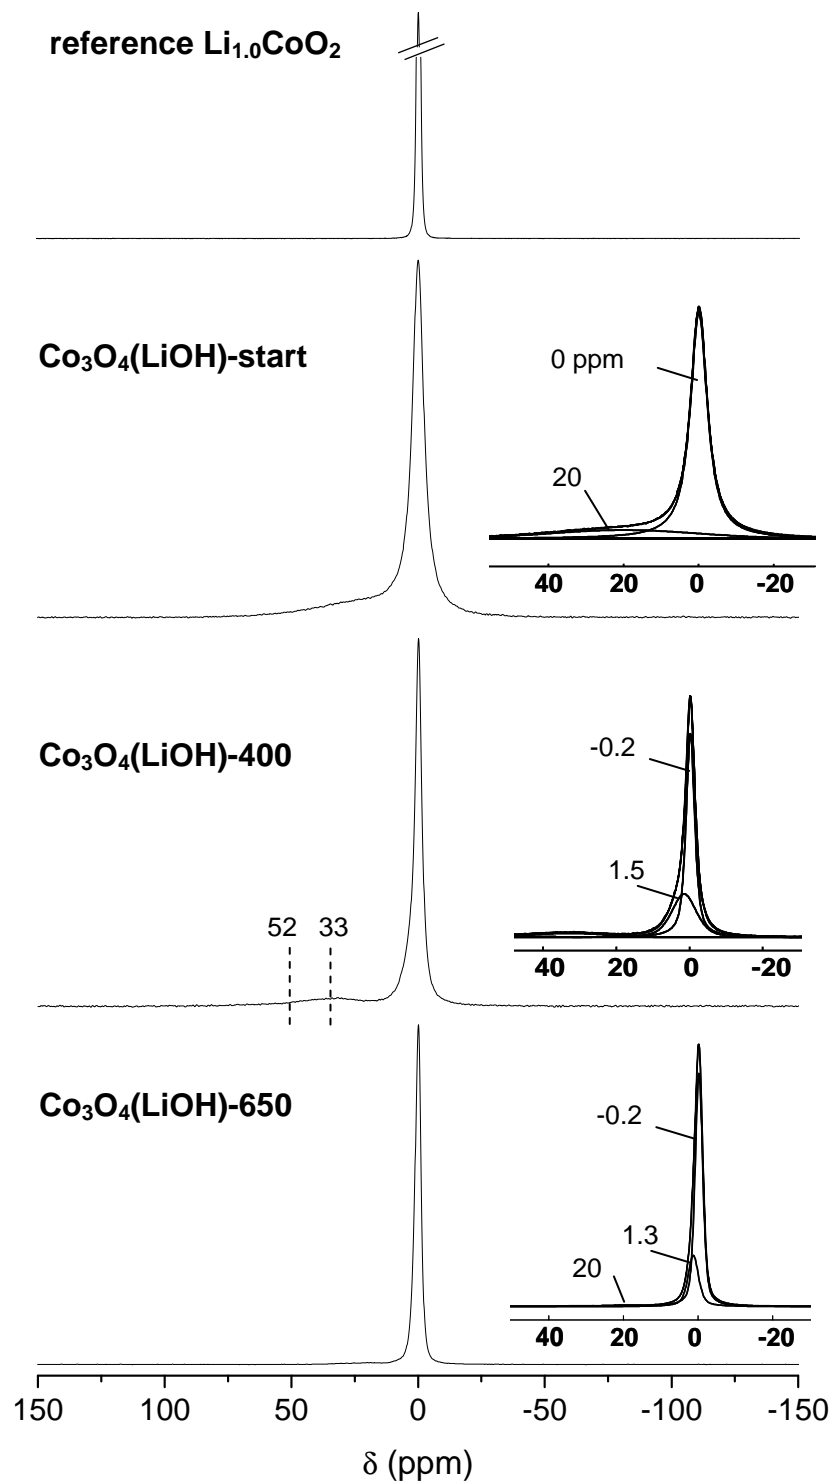 reference Li₁.₀CoO₂
Co₃O₄(LiOH)-start
0 ppm
20
40 20 0 -20
Co₃O₄(LiOH)-400
-0.2
1.5
52 33
40 20 0 -20
Co₃O₄(LiOH)-650
-0.2
1.3
20
40 20 0 -20
150 100 50 0 -50 -100 -150
δ (ppm)